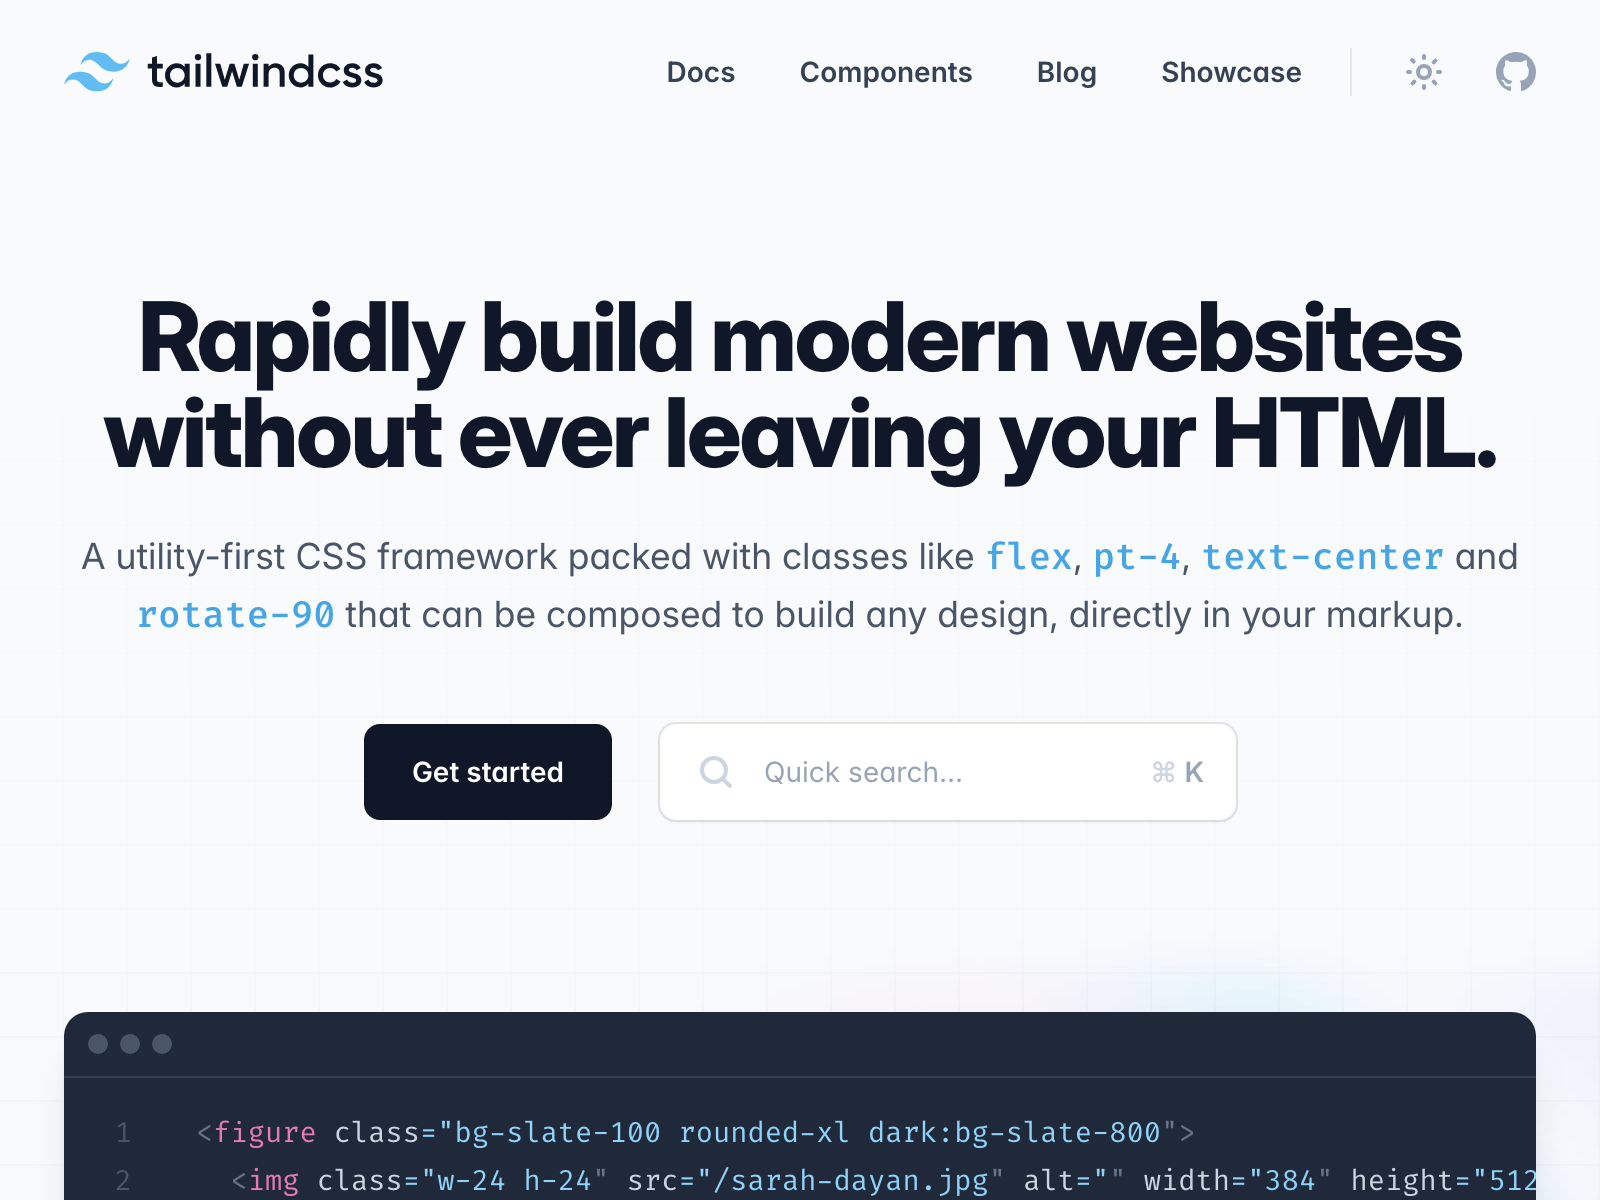 tailwindcss
Docs Components Blog Showcase
Rapidly build modern websites
without ever leaving your HTML.
A utility-first CSS framework packed with classes like flex, pt-4, text-center and
rotate-90 that can be composed to build any design, directly in your markup.
Get started
Quick search... ⌘ K
1 <figure class="bg-slate-100 rounded-xl dark:bg-slate-800">
2 <img class="w-24 h-24" src="/sarah-dayan.jpg" alt="" width="384" height="512